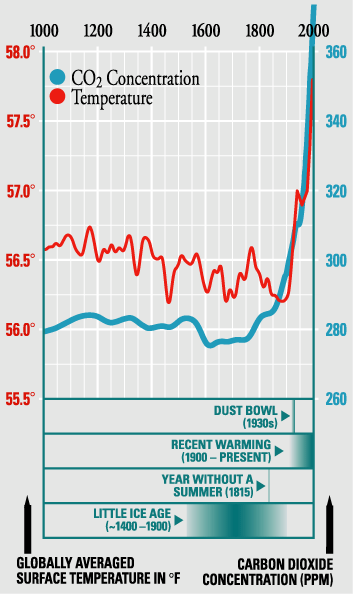 1000 1200 1400 1600 1800 2000
58.0° 360
CO2 Concentration
Temperature
57.5° 340
57.0° 320
56.5° 300
56.0° 280
55.5° 260
DUST BOWL
(1930s)
RECENT WARMING
(1900 – PRESENT)
YEAR WITHOUT A
SUMMER (1815)
LITTLE ICE AGE
(~1400 –1900)
GLOBALLY AVERAGED
SURFACE TEMPERATURE IN °F
CARBON DIOXIDE
CONCENTRATION (PPM)